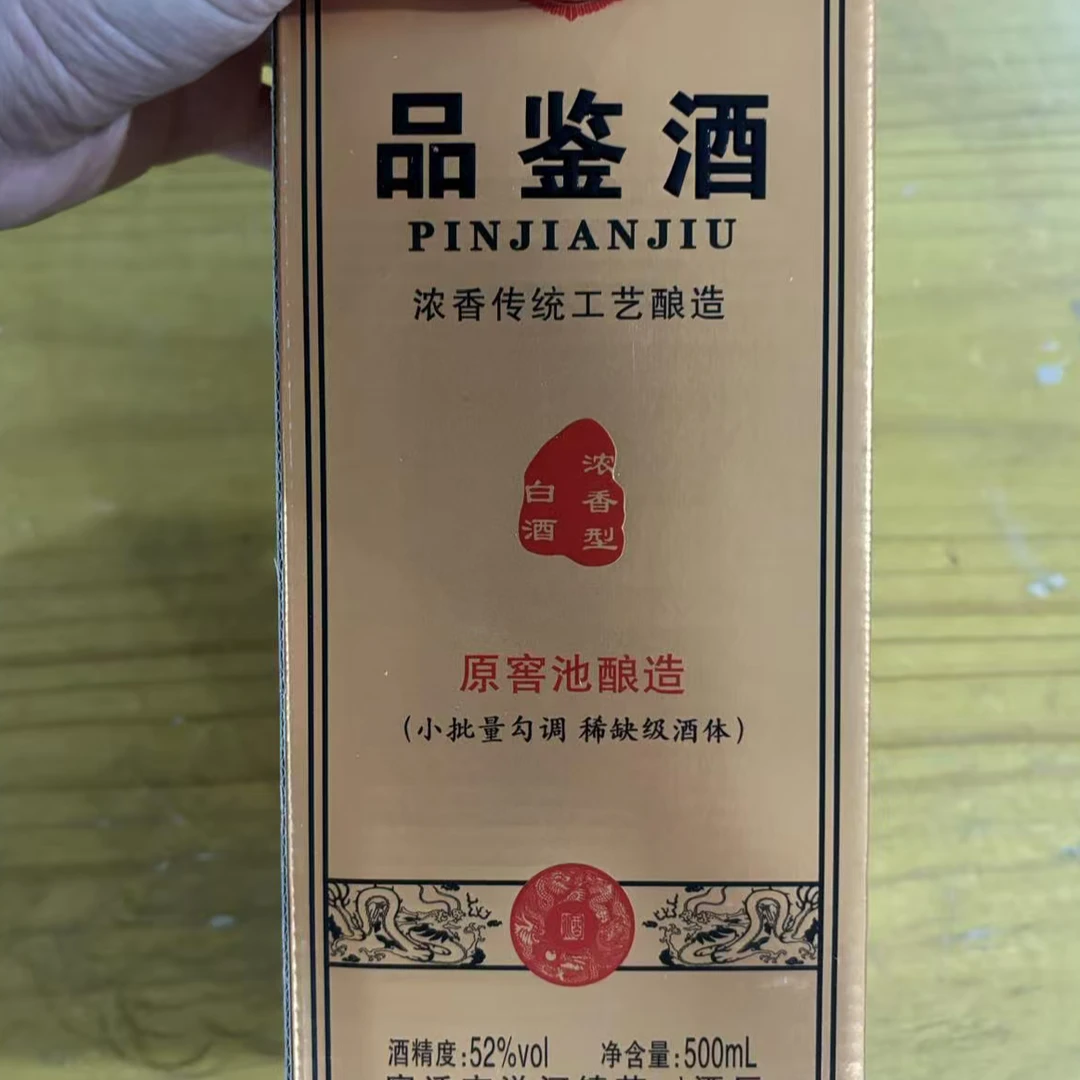 品鉴酒
PINJIANJIU
浓香传统工艺酿造
浓香型
白酒
原窖池酿造
(小批量勾调 稀缺级酒体)
酒
酒精度:52%vol 净含量:500mL